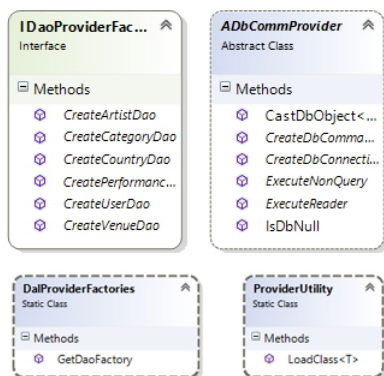 IDaoProviderFac...
Interface
Methods
CreateArtistDao
CreateCategoryDao
CreateCountryDao
CreatePerformanc...
CreateUserDao
CreateVenueDao
ADbCommProvider
Abstract Class
Methods
CastDbObject<...
CreateDbComma...
CreateDbConnecti...
ExecuteNonQuery
ExecuteReader
IsDbNull
DalProviderFactories
Static Class
Methods
GetDaoFactory
ProviderUtility
Static Class
Methods
LoadClass<T>